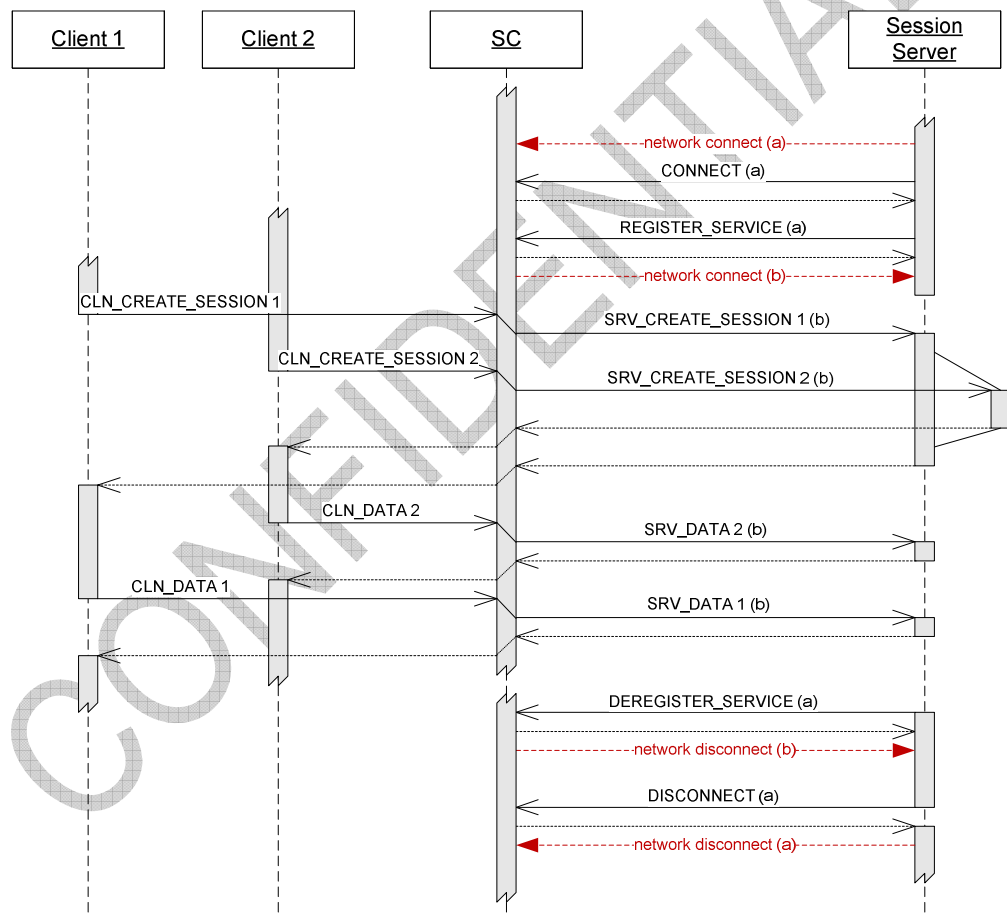 Client 1
Client 2
SC
Session
Server
network connect (a)
CONNECT (a)
REGISTER_SERVICE (a)
network connect (b)
CLN_CREATE_SESSION 1
SRV_CREATE_SESSION 1 (b)
CLN_CREATE_SESSION 2
SRV_CREATE_SESSION 2 (b)
CLN_DATA 2
SRV_DATA 2 (b)
CLN_DATA 1
SRV_DATA 1 (b)
DEREGISTER_SERVICE (a)
network disconnect (b)
DISCONNECT (a)
network disconnect (a)
CONFIDENTIAL